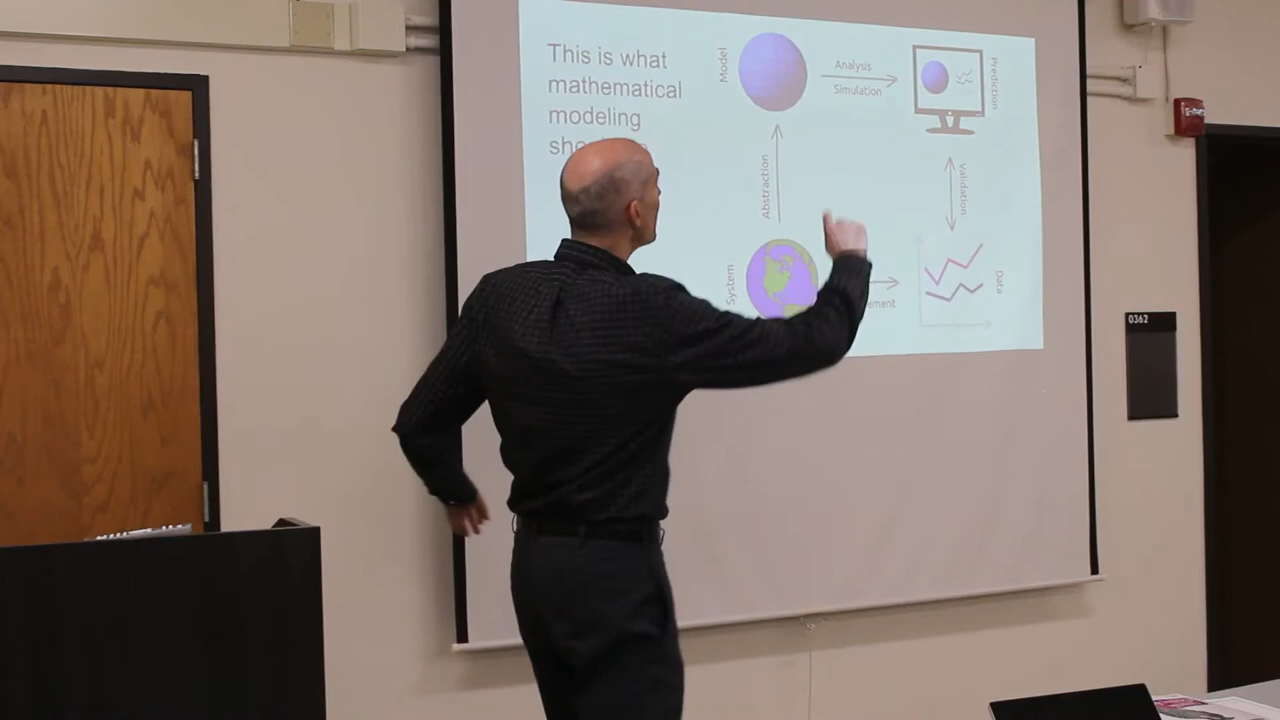 This is what
mathematical
modeling
Model
Analysis
Simulation
Prediction
Abstraction
Validation
System
Data
0362